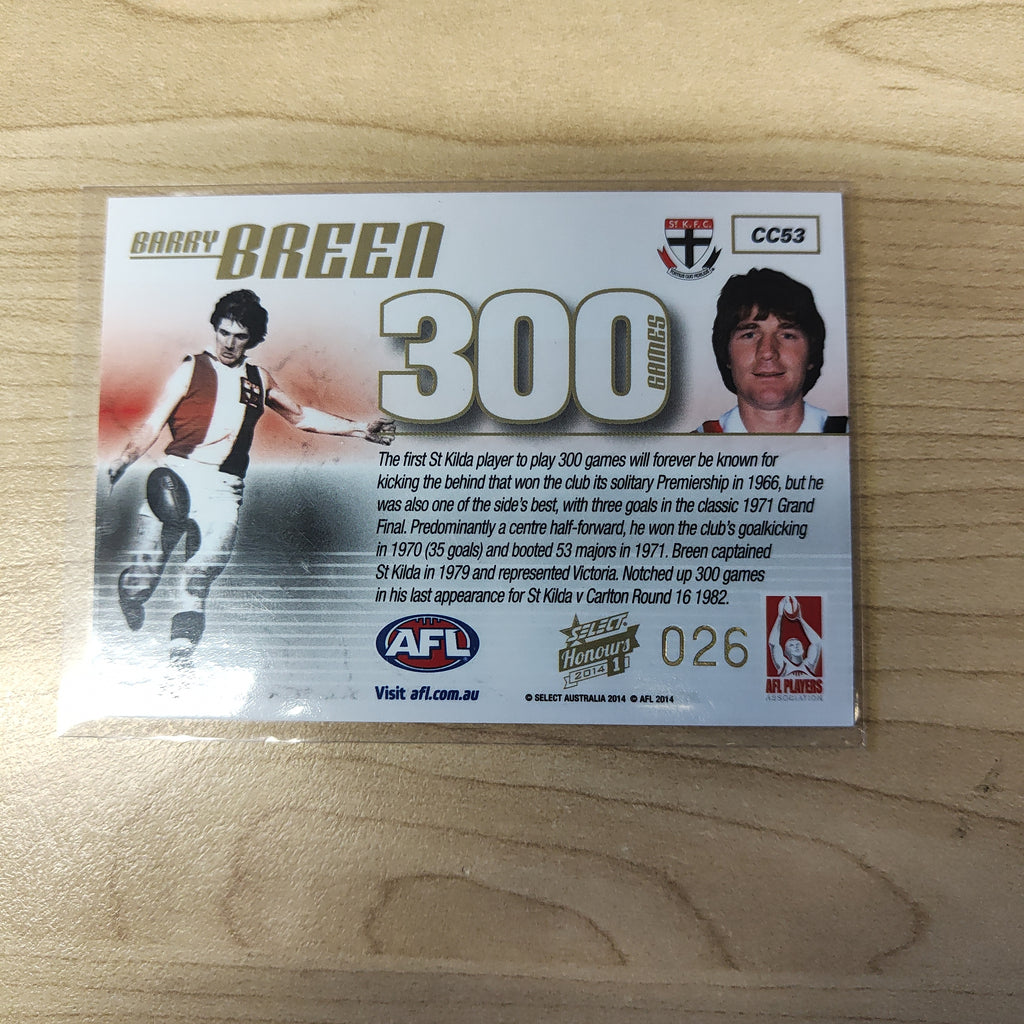 BARRY BREEN
ST K.F.C.
CC53
300 GAMES
The first St Kilda player to play 300 games will forever be known for
kicking the behind that won the club its solitary Premiership in 1966, but he
was also one of the side's best, with three goals in the classic 1971 Grand
Final. Predominantly a centre half-forward, he won the club's goalkicking
in 1970 (35 goals) and booted 53 majors in 1971. Breen captained
St Kilda in 1979 and represented Victoria. Notched up 300 games
in his last appearance for St Kilda v Carlton Round 16 1982.
AFL
Visit afl.com.au
SELECT
Honours
2014 1
026
AFL PLAYERS
ASSOCIATION
© SELECT AUSTRALIA 2014 © AFL 2014